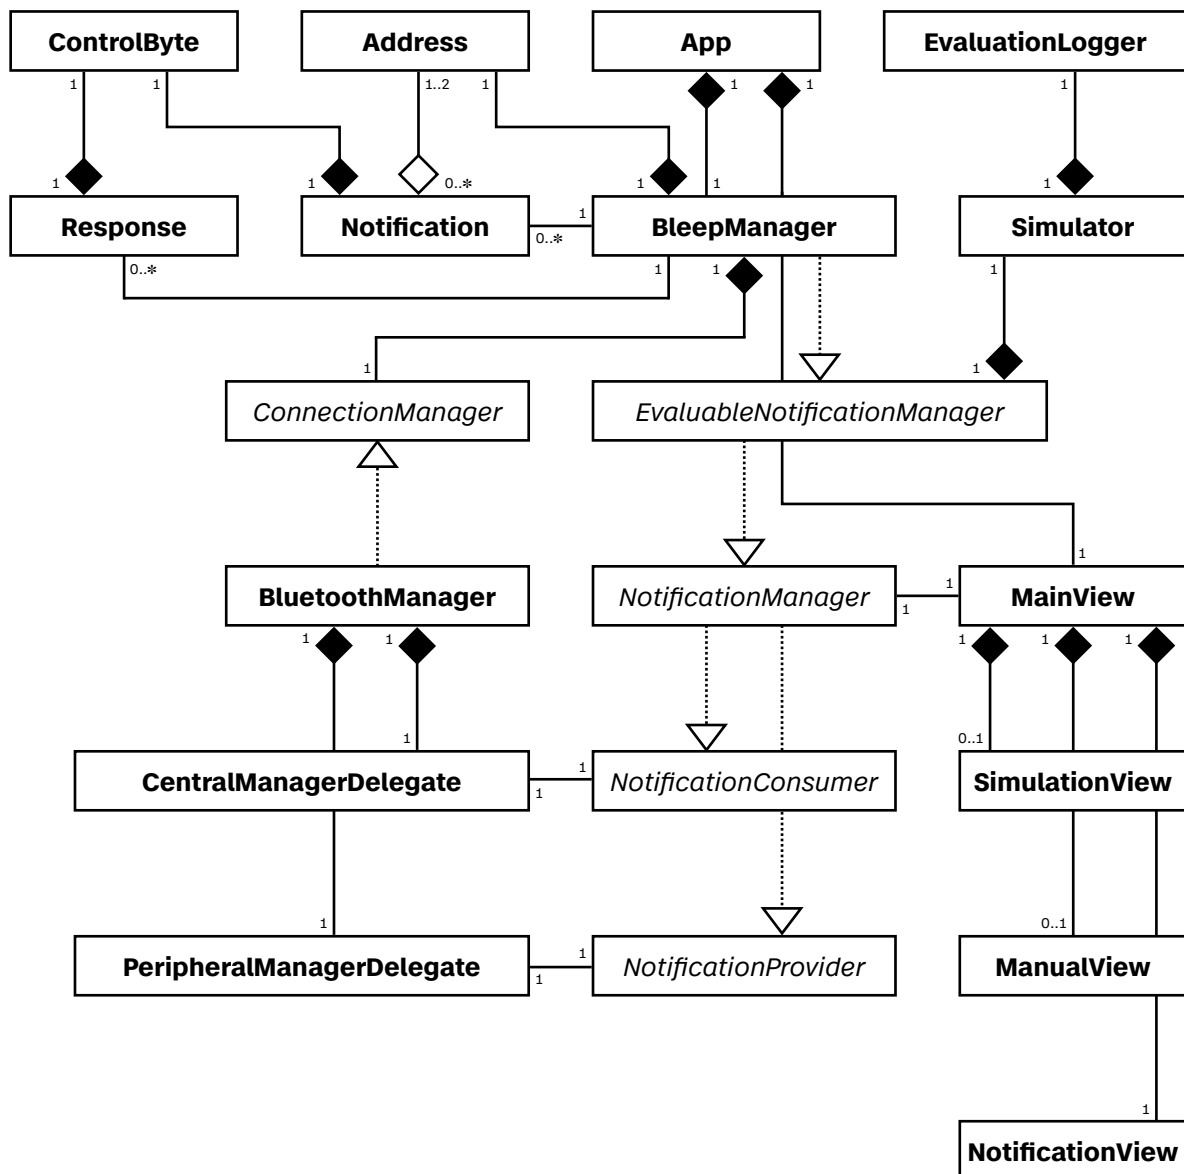 ControlByte
Address
App
EvaluationLogger
1
1
1..2
1
1
1
1
1
1
0..*
1
1
1
Response
Notification
BleepManager
Simulator
1
0..*
0..*
1
1
1
1
1
ConnectionManager
EvaluableNotificationManager
1
BluetoothManager
NotificationManager
MainView
1
1
1
1
1
1
1
1
0..1
CentralManagerDelegate
NotificationConsumer
SimulationView
1
1
1
0..1
PeripheralManagerDelegate
NotificationProvider
ManualView
1
1
1
NotificationView